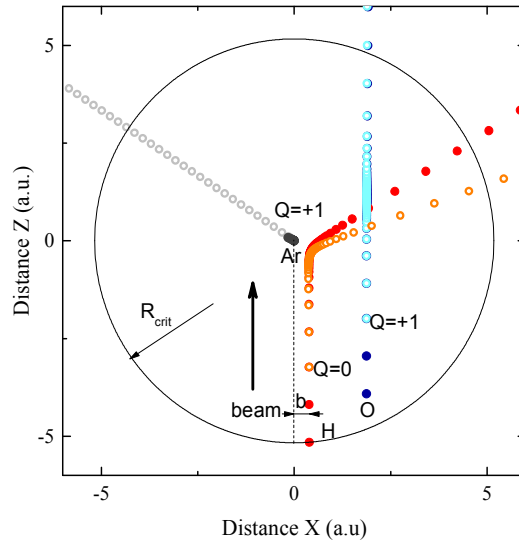 5
0
-5
Distance Z (a.u.)
Q=+1
Ar
R crit
Q=+1
Q=0
beam
b
O
H
-5
0
5
Distance X (a.u)